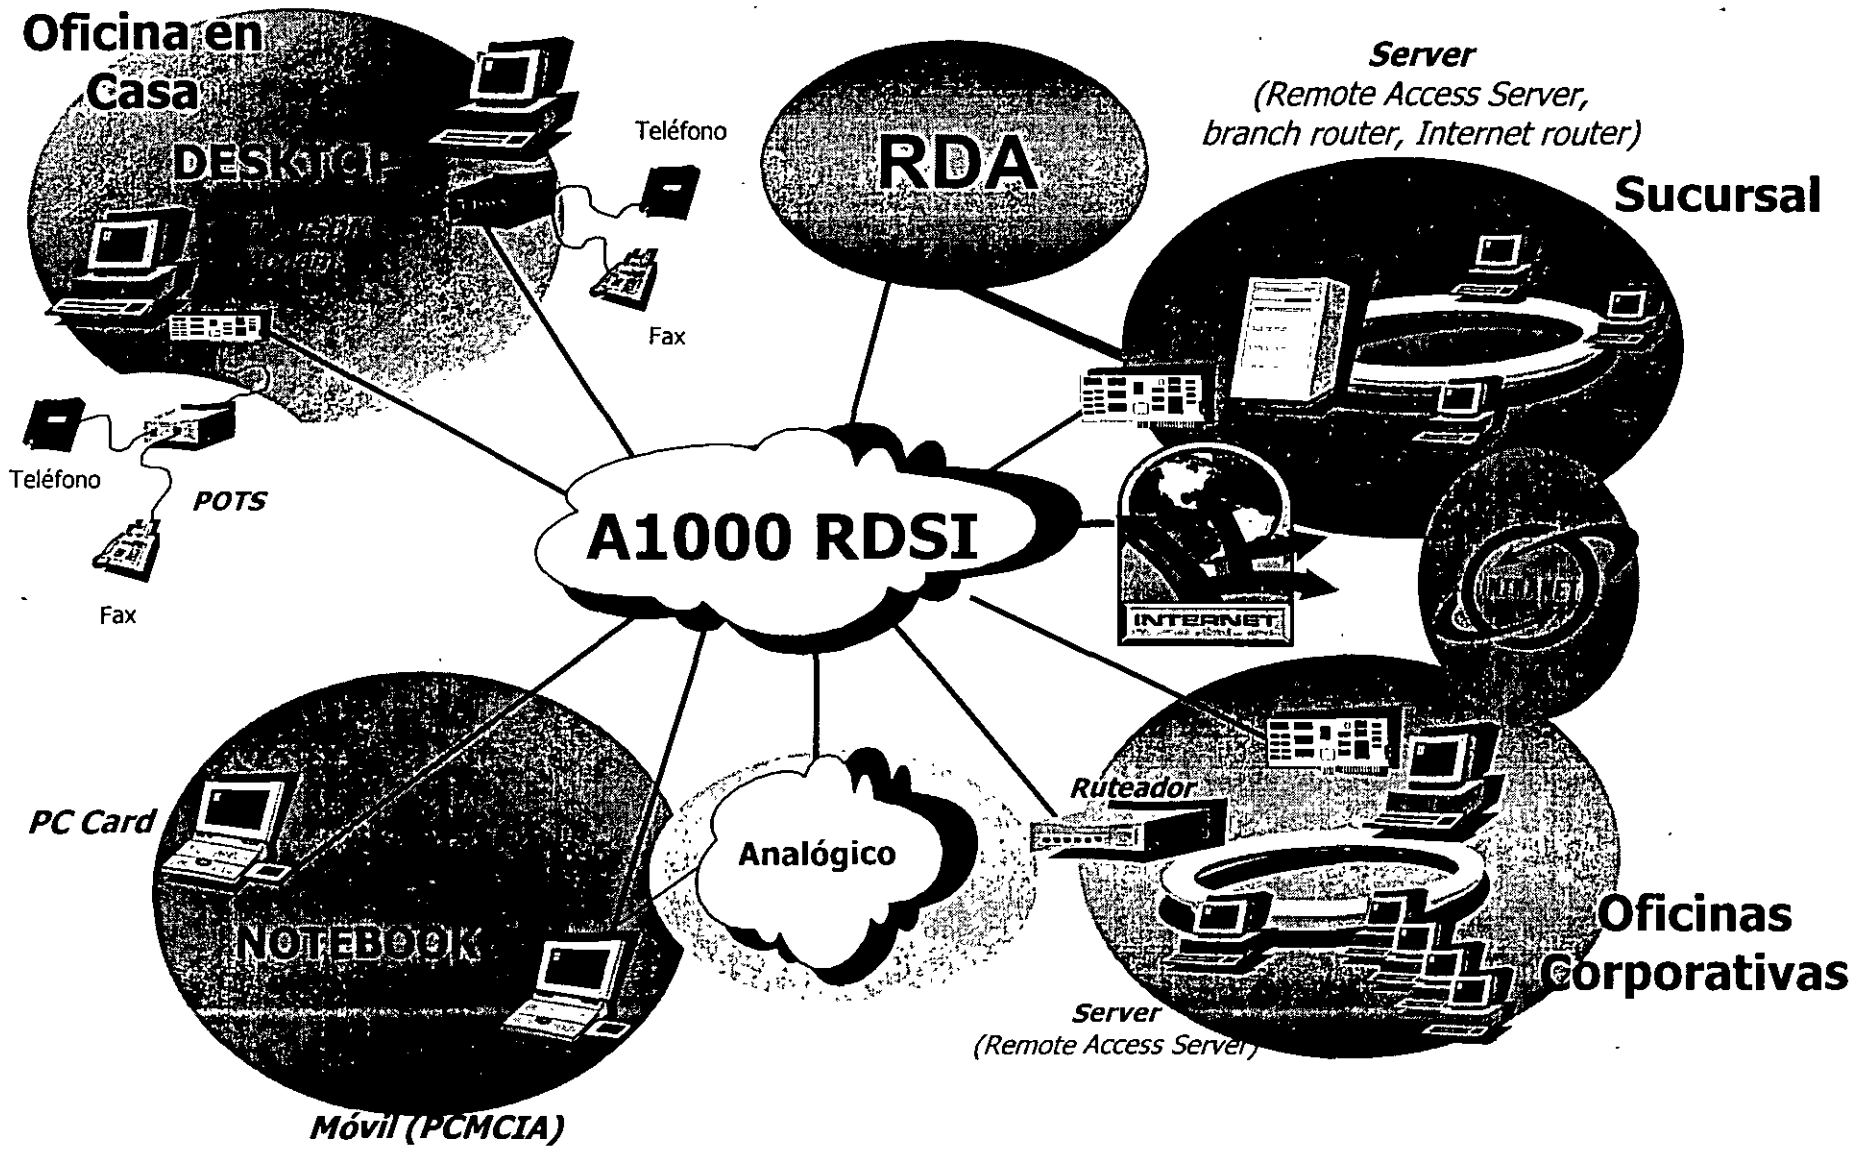 Oficina en
Casa
DESKTOP
Teléfono
Fax
Teléfono
POTS
Fax
RDA
Server
(Remote Access Server,
branch router, Internet router)
Sucursal
A1000 RDSI
INTERNET
PC Card
NOTEBOOK
Móvil (PCMCIA)
Analógico
Ruteador
Oficinas
Corporativas
Server
(Remote Access Server)